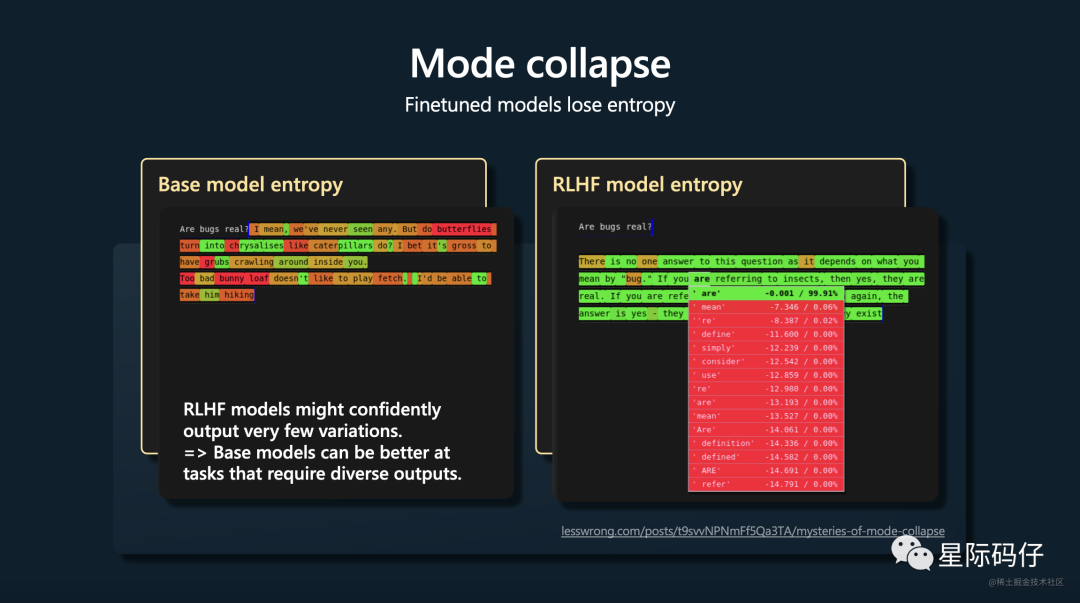 Mode collapse
Finetuned models lose entropy
Base model entropy
Are bugs real? I mean, we've never seen any. But do butterflies
turn into chrysalises like caterpillars do? I bet it's gross to
have grubs crawling around inside you.
Too bad bunny loaf doesn't like to play fetch. I'd be able to
take him hiking
RLHF models might confidently
output very few variations.
=> Base models can be better at
tasks that require diverse outputs.
RLHF model entropy
Are bugs real?
There is no one answer to this question as it depends on what you
mean by "bug." If you are referring to insects, then yes, they are
real. If you are refe again, the
answer is yes - they y exist
' are' -0.001 / 99.91%
' mean' -7.346 / 0.06%
''re' -8.387 / 0.02%
' define' -11.600 / 0.00%
' simply' -12.239 / 0.00%
' consider' -12.542 / 0.00%
' use' -12.859 / 0.00%
're' -12.980 / 0.00%
'are' -13.193 / 0.00%
'mean' -13.527 / 0.00%
'Are' -14.061 / 0.00%
' definition' -14.336 / 0.00%
' defined' -14.582 / 0.00%
' ARE' -14.691 / 0.00%
' refer' -14.791 / 0.00%
lesswrong.com/posts/t9svvNPNmFf5Qa3TA/mysteries-of-mode-collapse
星际码仔
@稀土掘金技术社区